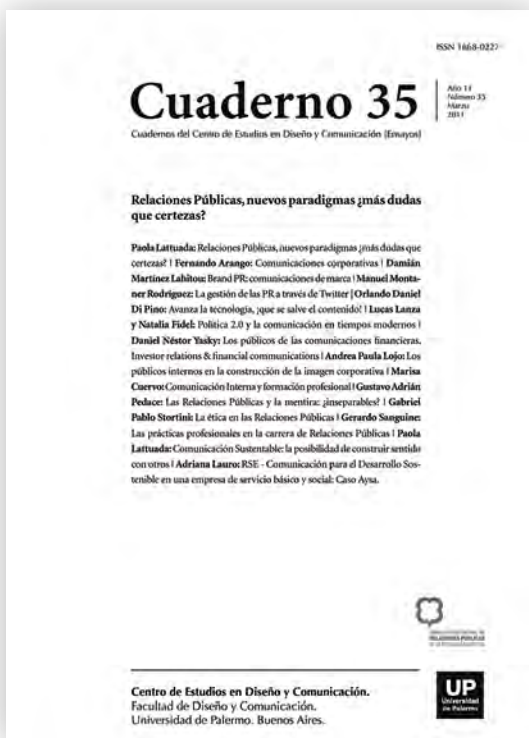 ISSN 1668-0227
Cuaderno 35
Año 11
Número 35
Marzo
2011
Cuadernos del Centro de Estudios en Diseño y Comunicación [Ensayos]
Relaciones Públicas, nuevos paradigmas ¿más dudas
que certezas?
Paola Lattuada: Relaciones Públicas, nuevos paradigmas ¿más dudas que
certezas? | Fernando Arango: Comunicaciones corporativas | Damián
Martínez Lahitou: Brand PR: comunicaciones de marca | Manuel Monta-
ner Rodríguez: La gestión de las PR a través de Twitter | Orlando Daniel
Di Pino: Avanza la tecnología, ¡que se salve el contenido! | Lucas Lanza
y Natalia Fidel: Política 2.0 y la comunicación en tiempos modernos |
Daniel Néstor Yasky: Los públicos de las comunicaciones financieras.
Investor relations & financial communications | Andrea Paula Lojo: Los
públicos internos en la construcción de la imagen corporativa | Marisa
Cuervo: Comunicación Interna y formación profesional | Gustavo Adrián
Pedace: Las Relaciones Públicas y la mentira: ¿inseparables? | Gabriel
Pablo Stortini: La ética en las Relaciones Públicas | Gerardo Sanguine:
Las prácticas profesionales en la carrera de Relaciones Públicas | Paola
Lattuada: Comunicación Sustentable: la posibilidad de construir sentido
con otros | Adriana Lauro: RSE - Comunicación para el Desarrollo Sos-
tenible en una empresa de servicio básico y social: Caso Aysa.
RELACIONES PÚBLICAS
Centro de Estudios en Diseño y Comunicación.
Facultad de Diseño y Comunicación.
Universidad de Palermo. Buenos Aires.
UP
Universidad
de Palermo